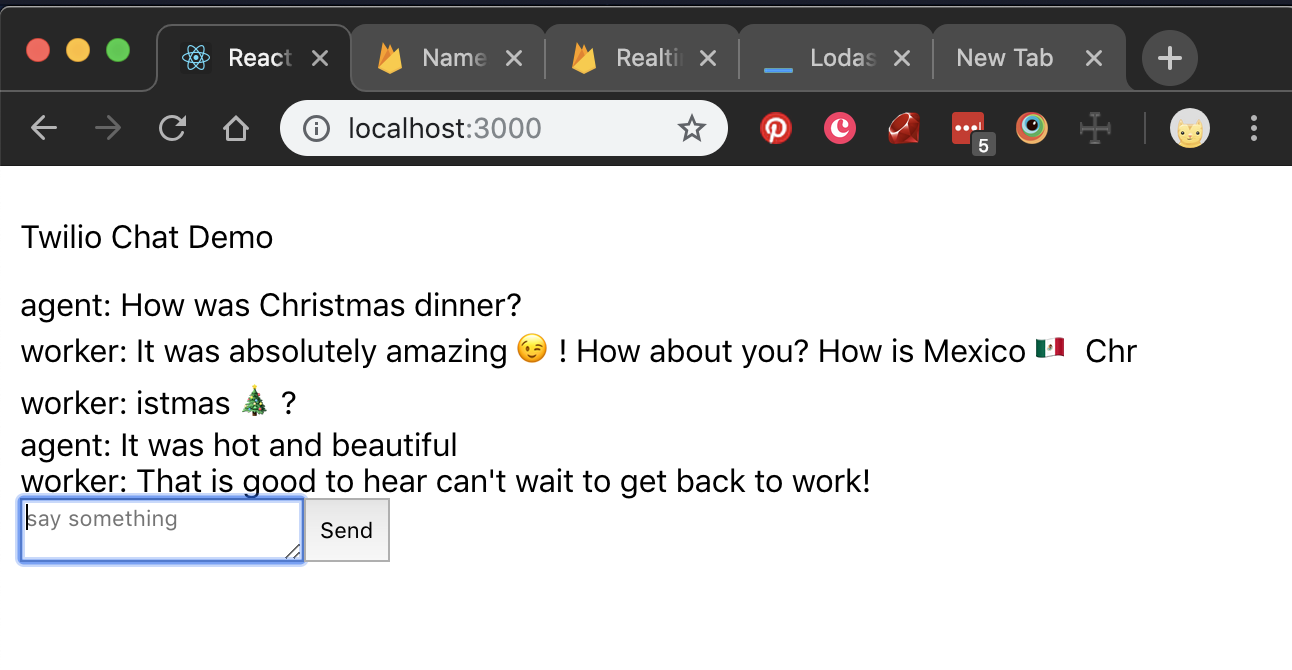 React
Name
Realti
Lodas
New Tab
localhost:3000
5
Twilio Chat Demo
agent: How was Christmas dinner?
worker: It was absolutely amazing 😉 ! How about you? How is Mexico 🇲🇽 Chr
worker: istmas 🎄 ?
agent: It was hot and beautiful
worker: That is good to hear can't wait to get back to work!
say something
Send